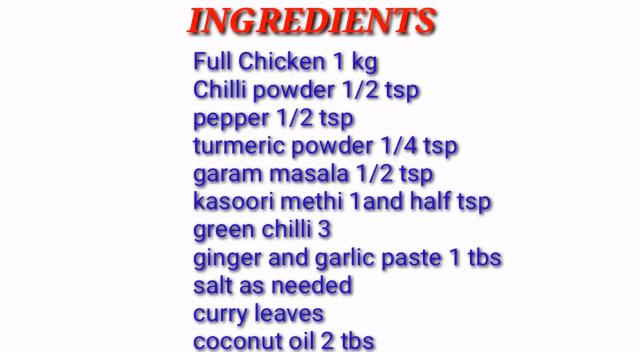 INGREDIENTS
Full Chicken 1 kg
Chilli powder 1/2 tsp
pepper 1/2 tsp
turmeric powder 1/4 tsp
garam masala 1/2 tsp
kasoori methi 1and half tsp
green chilli 3
ginger and garlic paste 1 tbs
salt as needed
curry leaves
coconut oil 2 tbs